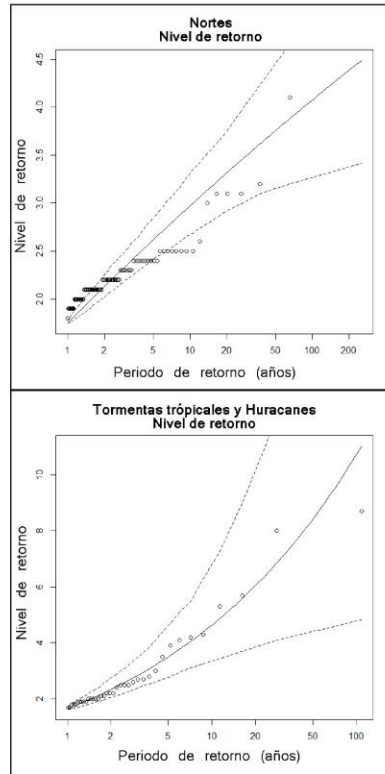 Nortes
Nivel de retorno
Nivel de retorno
4.5
4.0
3.5
3.0
2.5
2.0
1 2 5 10 20 50 100 200
Periodo de retorno (años)
Tormentas trópicales y Huracanes
Nivel de retorno
Nivel de retorno
10
8
6
4
2
1 2 5 10 20 50 100
Periodo de retorno (años)